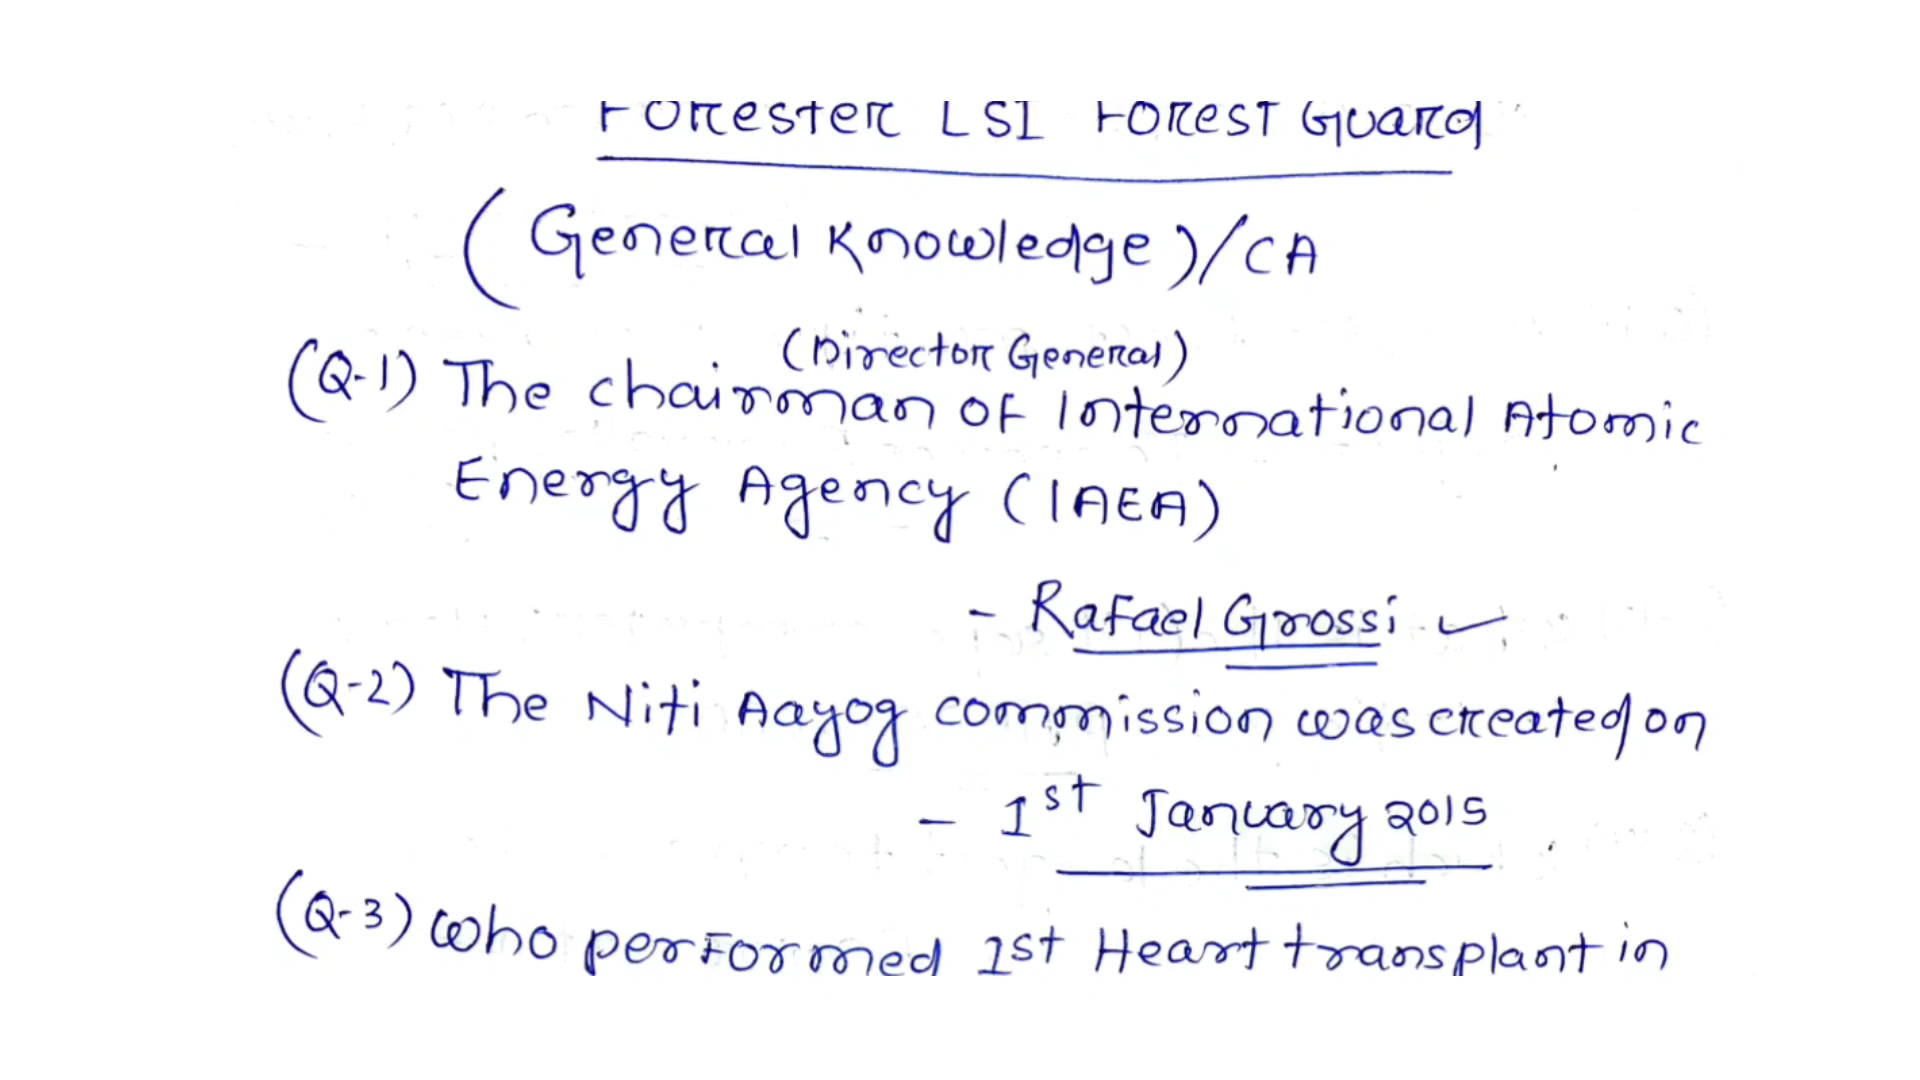 Forester LSI Forest Guard
(General Knowledge)/CA
(Director General)
(Q-1) The chairman of International Atomic
Energy Agency (IAEA)
- Rafael Grossi
(Q-2) The Niti Aayog commission was created on
- 1st January 2015
(Q-3) who performed 1st Heart transplant in